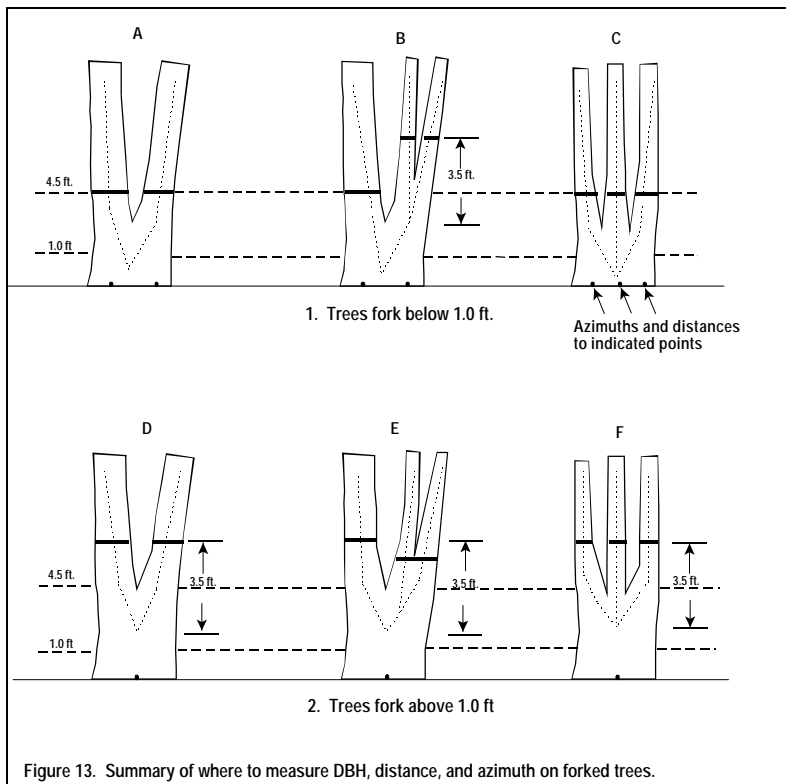 A B C
3.5 ft.
4.5 ft.
1.0 ft
1. Trees fork below 1.0 ft.
Azimuths and distances
to indicated points
D E F
4.5 ft. 3.5 ft. 3.5 ft. 3.5 ft.
1.0 ft
2. Trees fork above 1.0 ft
Figure 13. Summary of where to measure DBH, distance, and azimuth on forked trees.